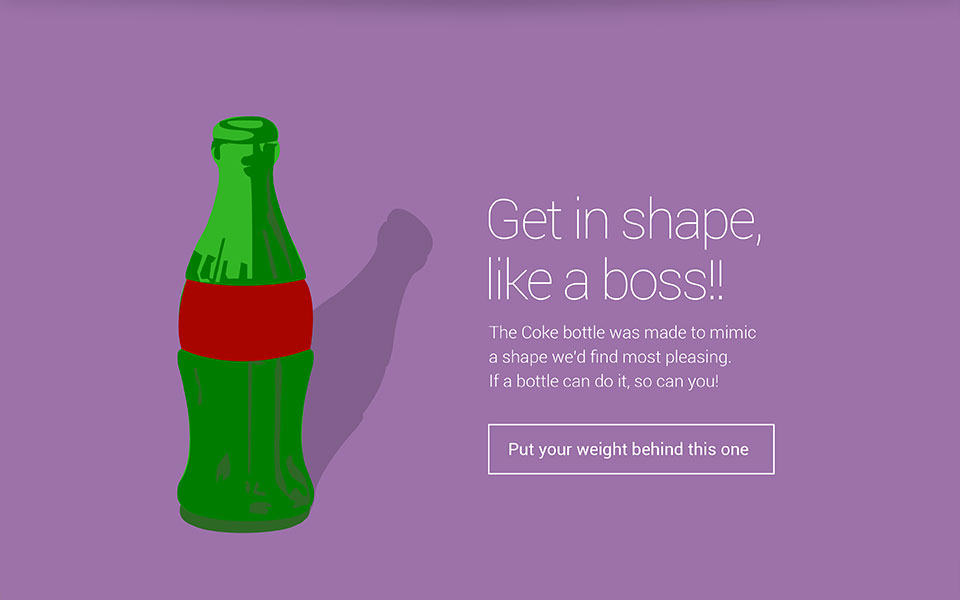 Get in shape,
like a boss!!
The Coke bottle was made to mimic
a shape we'd find most pleasing.
If a bottle can do it, so can you!
Put your weight behind this one